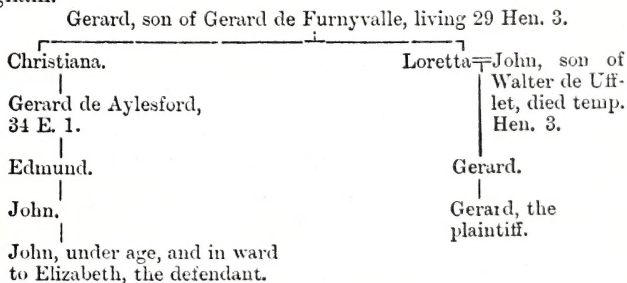 Gerard, son of Gerard de Furnyvalle, living 29 Hen. 3.
Christiana.
Loretta=John, son of
Walter de Uff-
let, died temp.
Hen. 3.
Gerard de Aylesford,
34 E. 1.
Edmund.
Gerard.
John.
Gerard, the
plaintiff.
John, under age, and in ward
to Elizabeth, the defendant.